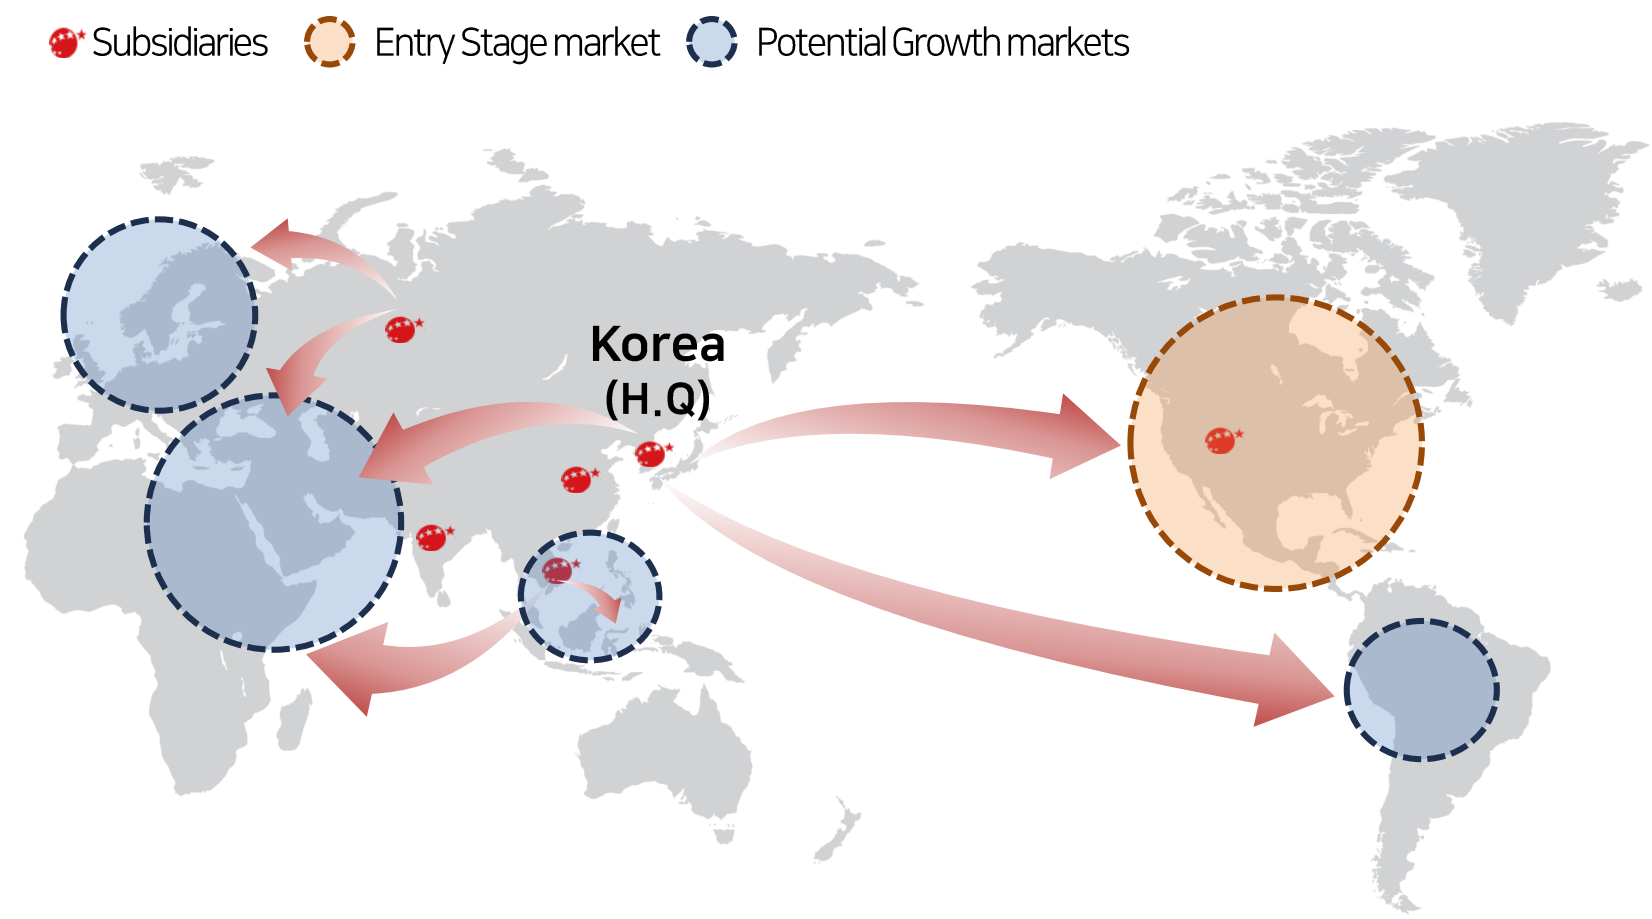 Subsidiaries
Entry Stage market
Potential Growth markets
Korea
(H.Q)